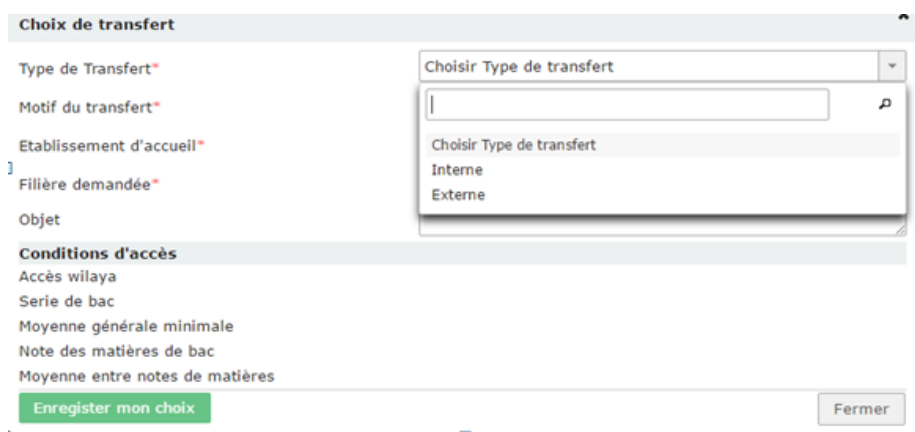 Choix de transfert
Type de Transfert*
Choisir Type de transfert
Motif du transfert*
Etablissement d'accueil*
Choisir Type de transfert
Interne
Filière demandée*
Externe
Objet
Conditions d'accès
Accès wilaya
Serie de bac
Moyenne générale minimale
Note des matières de bac
Moyenne entre notes de matières
Enregister mon choix
Fermer